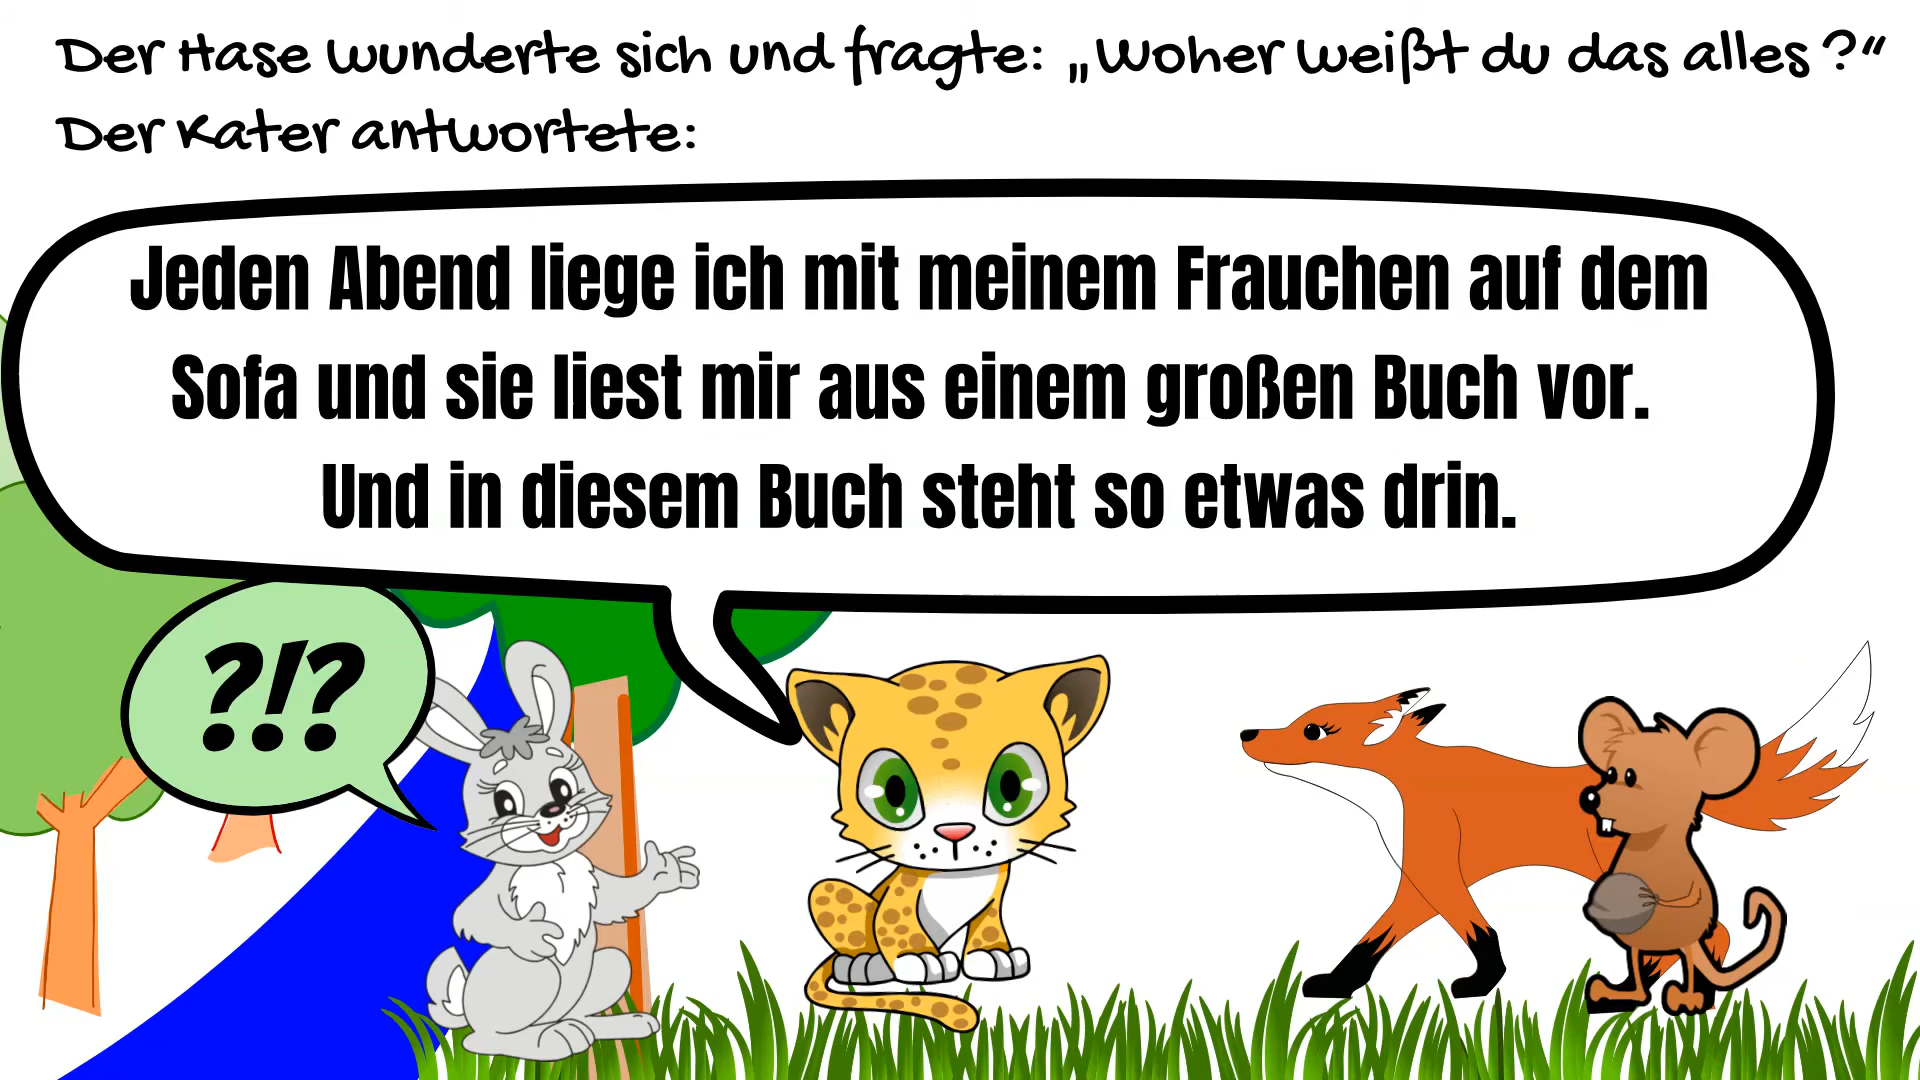 Der Hase wunderte sich und fragte: „Woher weißt du das alles?“
Der Kater antwortete:
Jeden Abend liege ich mit meinem Frauchen auf dem
Sofa und sie liest mir aus einem großen Buch vor.
Und in diesem Buch steht so etwas drin.
?!?